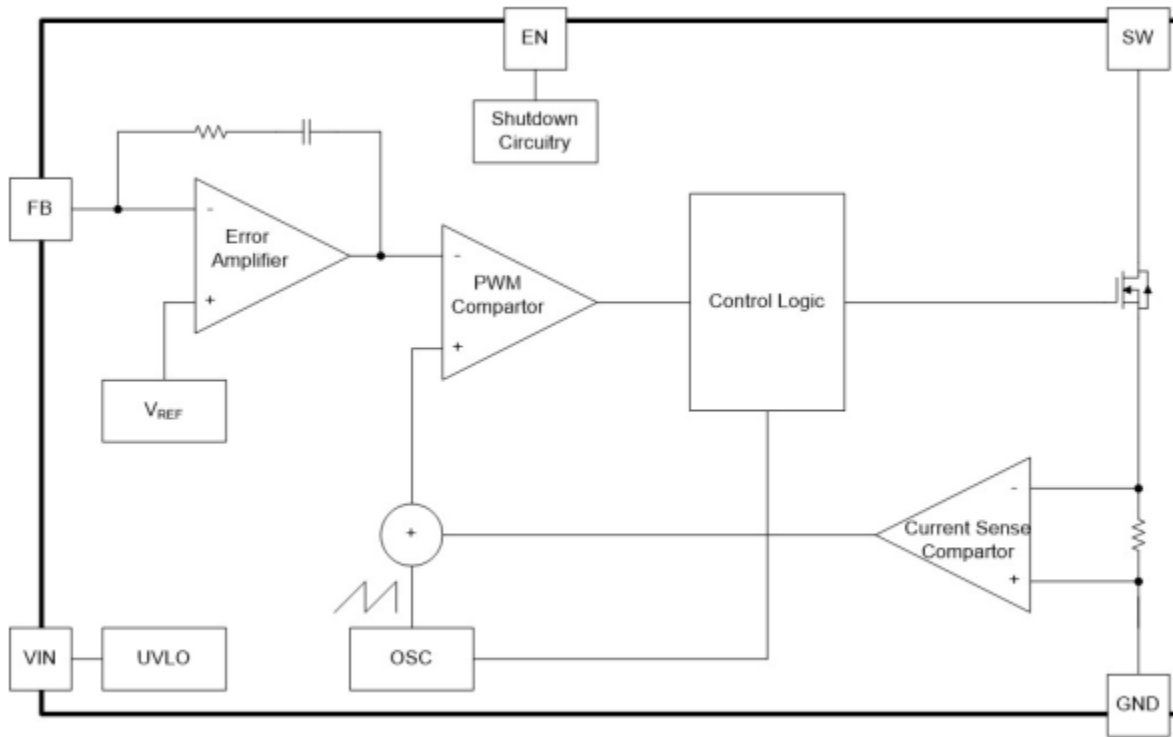 EN
SW
Shutdown
Circuitry
FB
-
Error
Amplifier
+
-
PWM
Compartor
+
Control Logic
VREF
-
Current Sense
Compartor
+
+
VIN
UVLO
OSC
GND